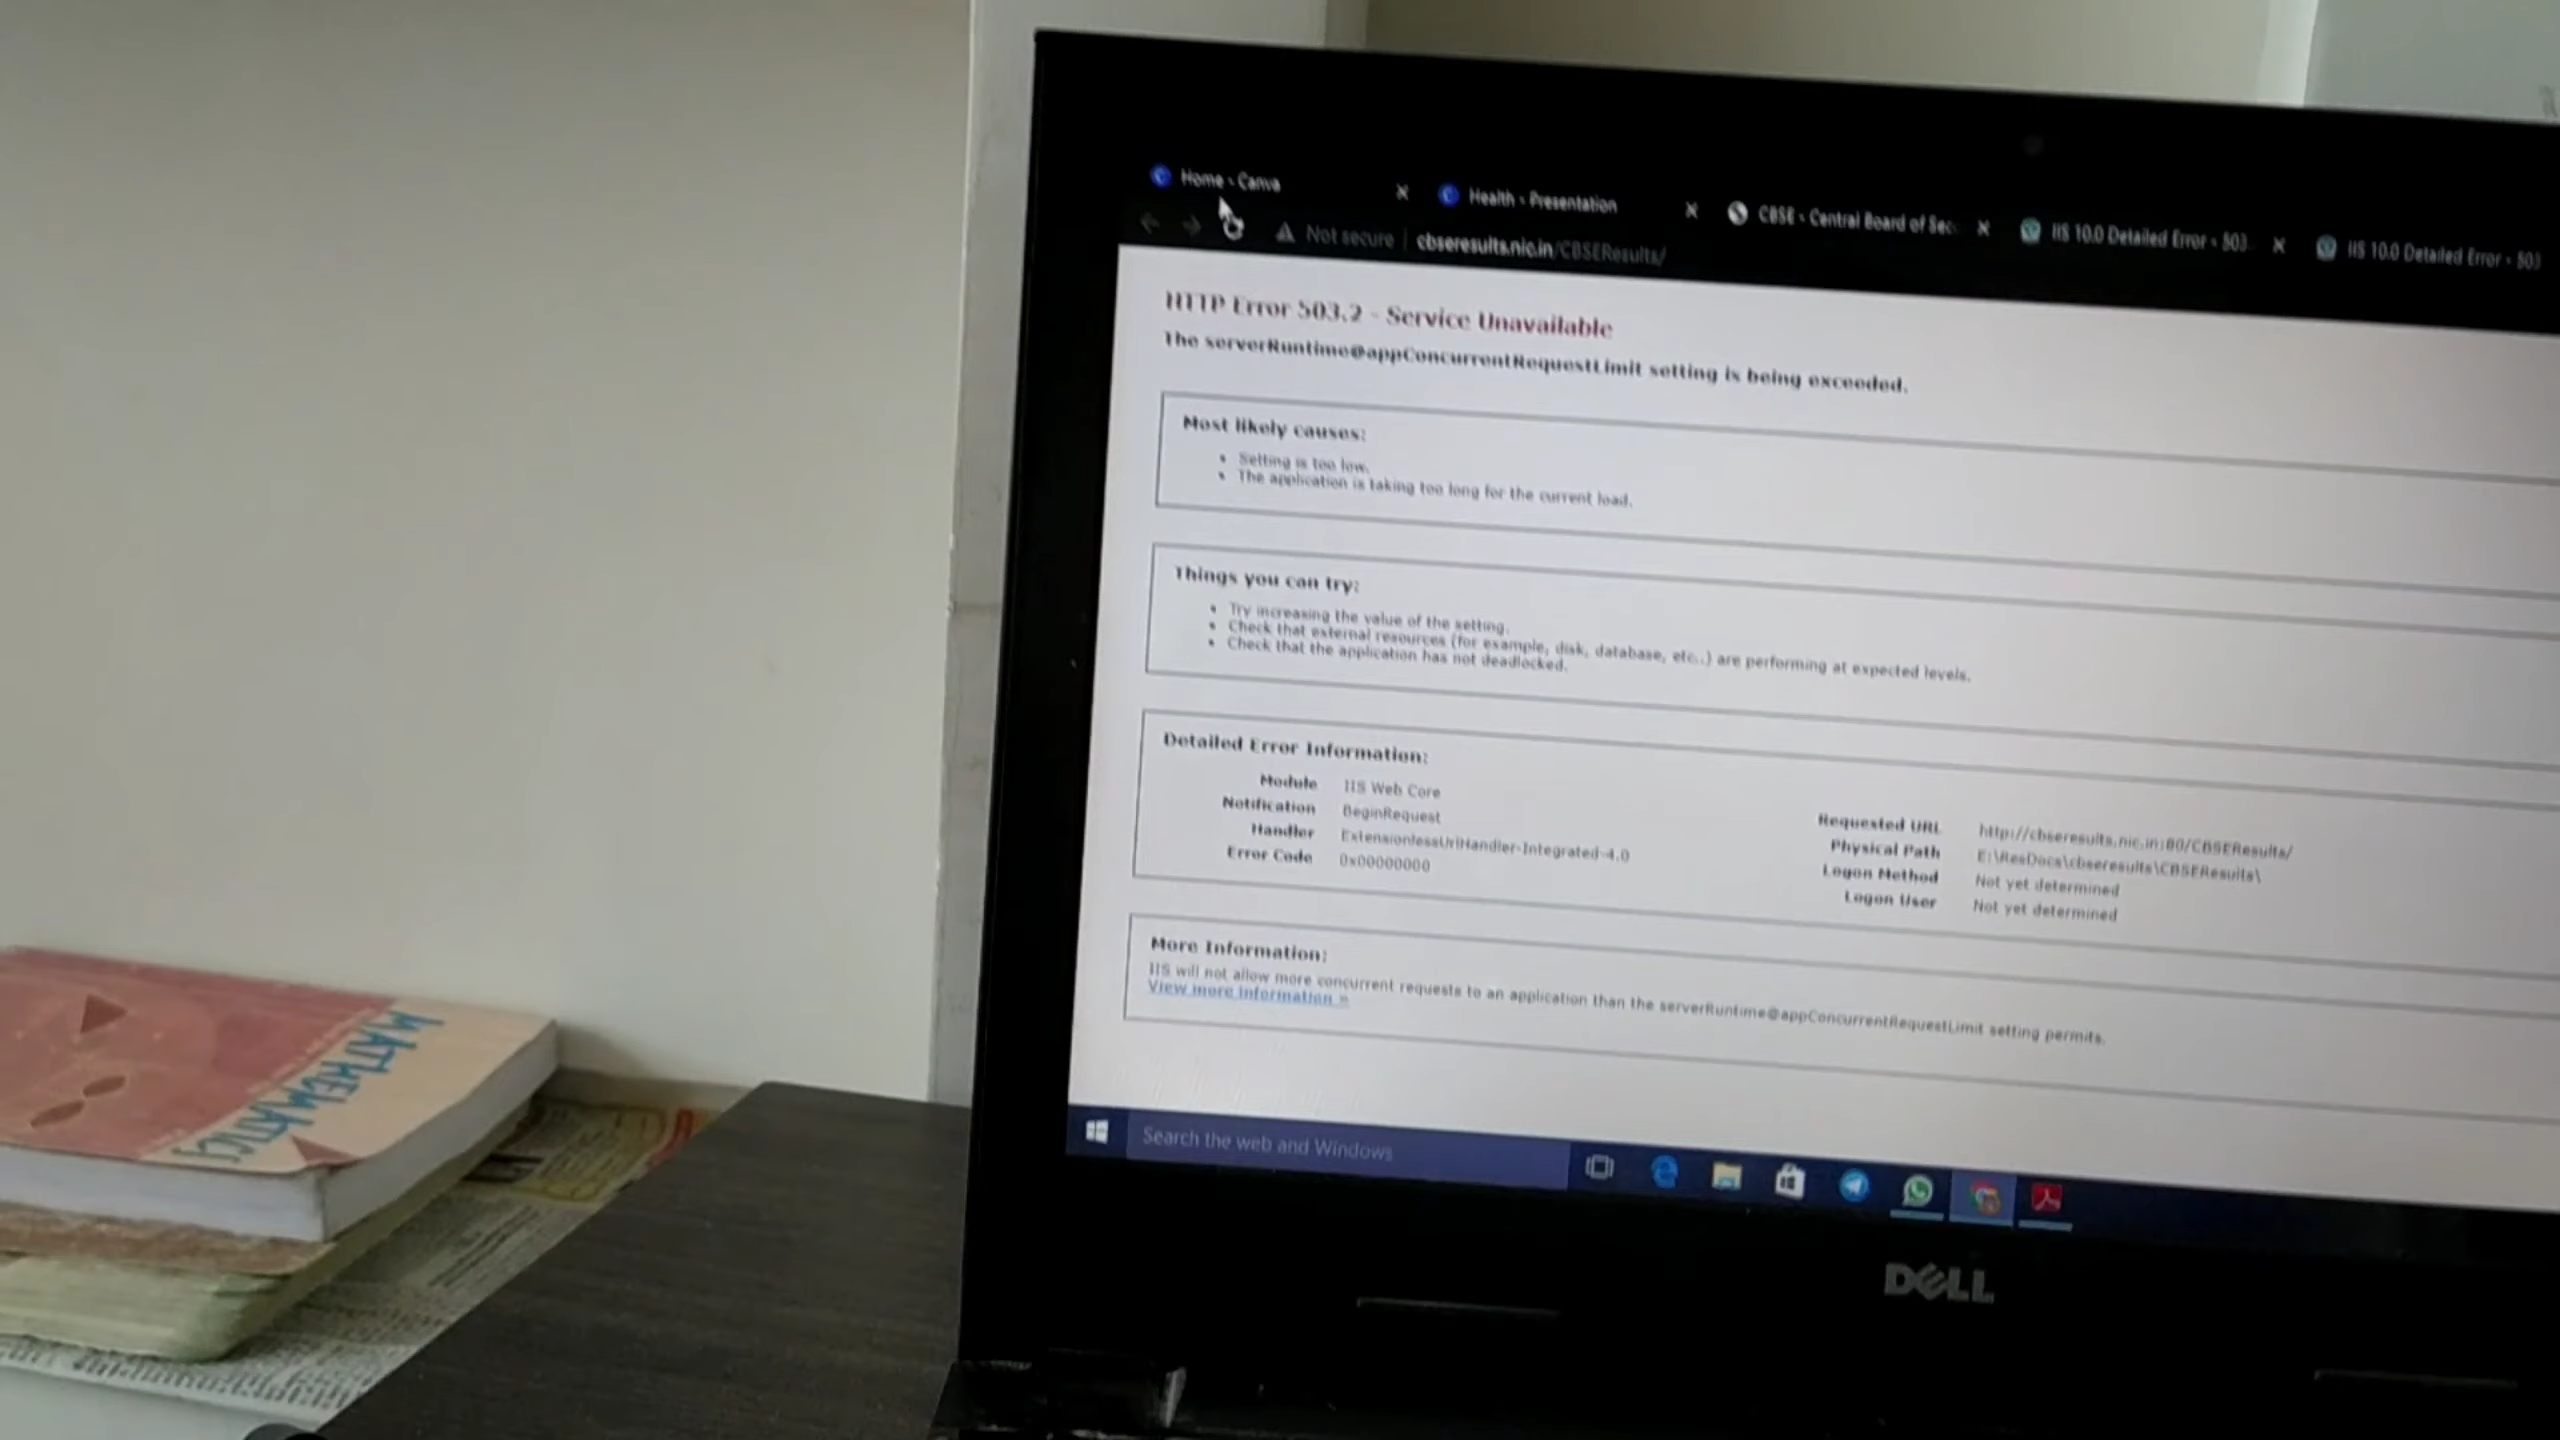 Home - Canva
Health - Presentation
CBSE - Central Board of Sec
IIS 10.0 Detailed Error - 503
IIS 10.0 Detailed Error - 503
Not secure | cbseresults.nic.in/CBSEResults/
HTTP Error 503.2 - Service Unavailable
The serverRuntime@appConcurrentRequestLimit setting is being exceeded.
Most likely causes:
• Setting is too low.
• The application is taking too long for the current load.
Things you can try:
• Try increasing the value of the setting.
• Check that external resources (for example, disk, database, etc..) are performing at expected levels.
• Check that the application has not deadlocked.
Detailed Error Information:
Module IIS Web Core
Notification BeginRequest
Handler ExtensionlessUrlHandler-Integrated-4.0
Error Code 0x00000000
Requested URL http://cbseresults.nic.in:80/CBSEResults/
Physical Path E:\ResDocs\cbseresults\CBSEResults\
Logon Method Not yet determined
Logon User Not yet determined
More Information:
IIS will not allow more concurrent requests to an application than the serverRuntime@appConcurrentRequestLimit setting permits.
View more information »
Search the web and Windows
DELL
MATHEMATICS